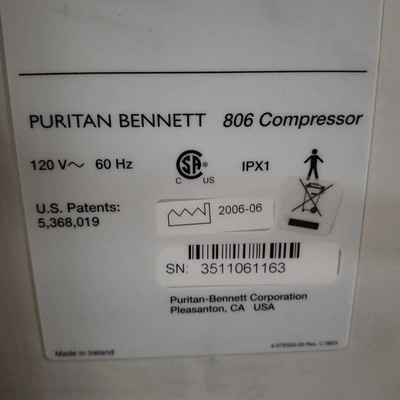 PURITAN BENNETT 806 Compressor
120 V~ 60 Hz SA C US IPX1
U.S. Patents:
5,368,019
2006-06
SN: 3511061163
Puritan-Bennett Corporation
Pleasanton, CA USA
Made in Ireland